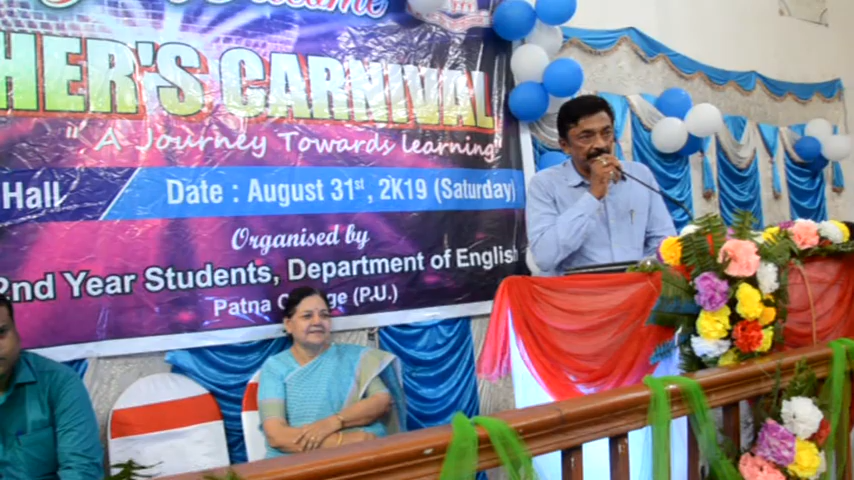 Welcome
HER'S CARNIVAL
"A Journey Towards learning"
Hall Date : August 31st, 2K19 (Saturday)
Organised by
2nd Year Students, Department of English
Patna College (P.U.)